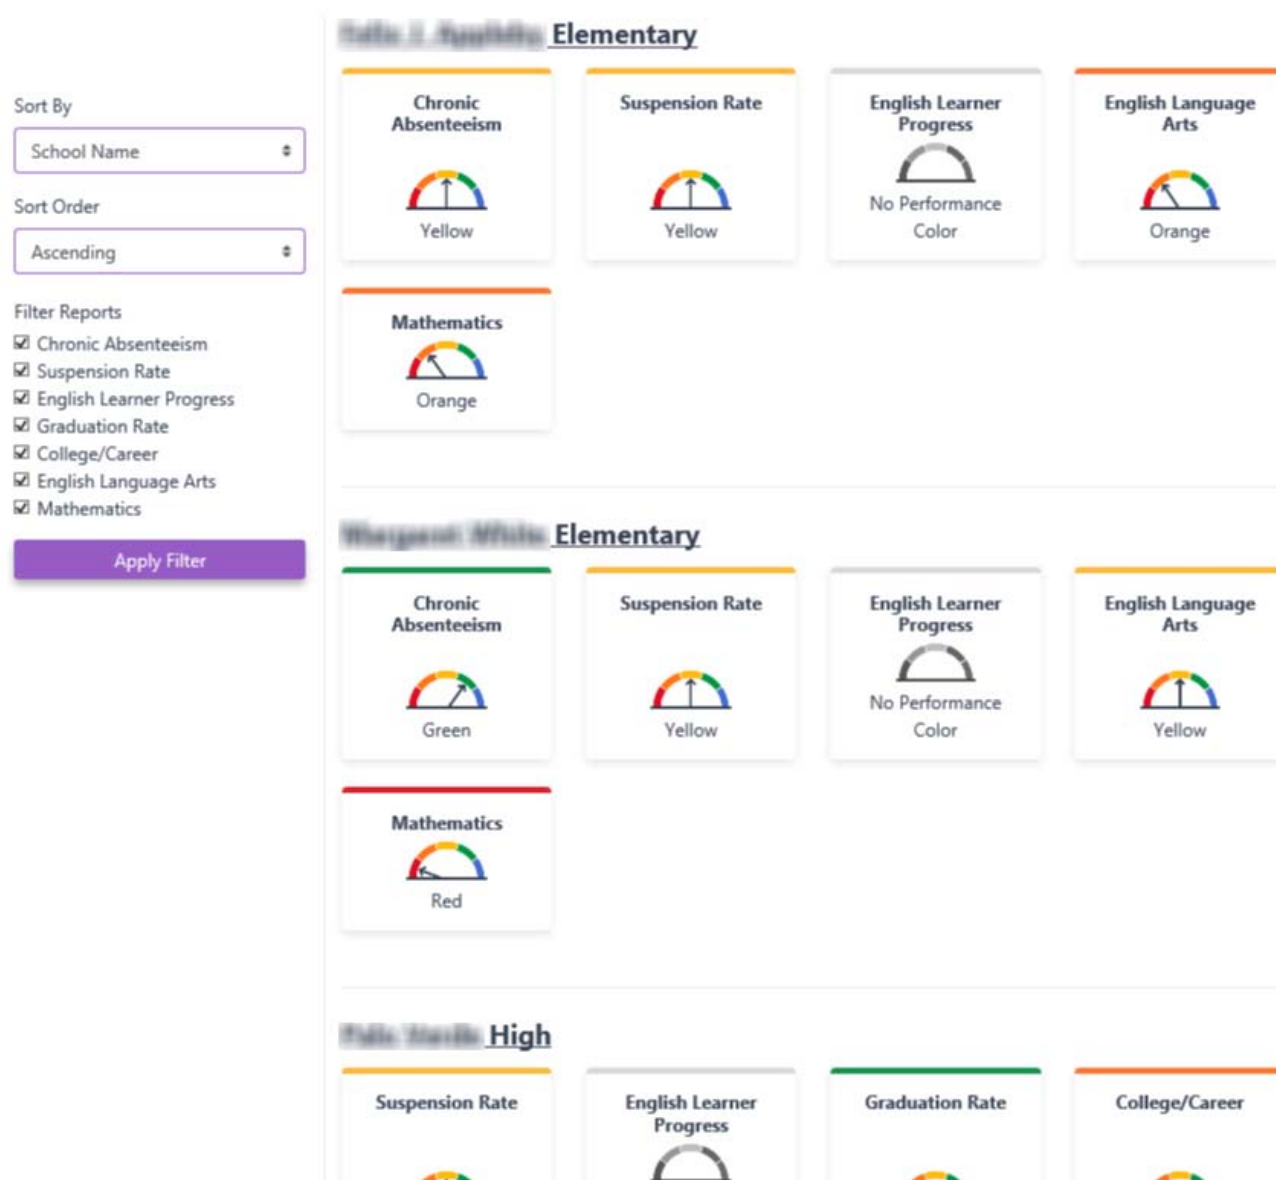 Sort By
School Name
Sort Order
Ascending
Filter Reports
Chronic Absenteeism
Suspension Rate
English Learner Progress
Graduation Rate
College/Career
English Language Arts
Mathematics
Apply Filter
Elementary
Chronic
Absenteeism
Yellow
Suspension Rate
Yellow
English Learner
Progress
No Performance
Color
English Language
Arts
Orange
Mathematics
Orange
Elementary
Chronic
Absenteeism
Green
Suspension Rate
Yellow
English Learner
Progress
No Performance
Color
English Language
Arts
Yellow
Mathematics
Red
High
Suspension Rate
English Learner
Progress
Graduation Rate
College/Career